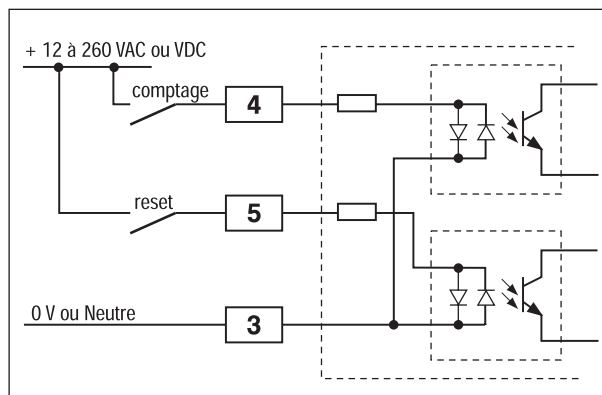 + 12 à 260 VAC ou VDC
comptage
4
reset
5
0 V ou Neutre
3